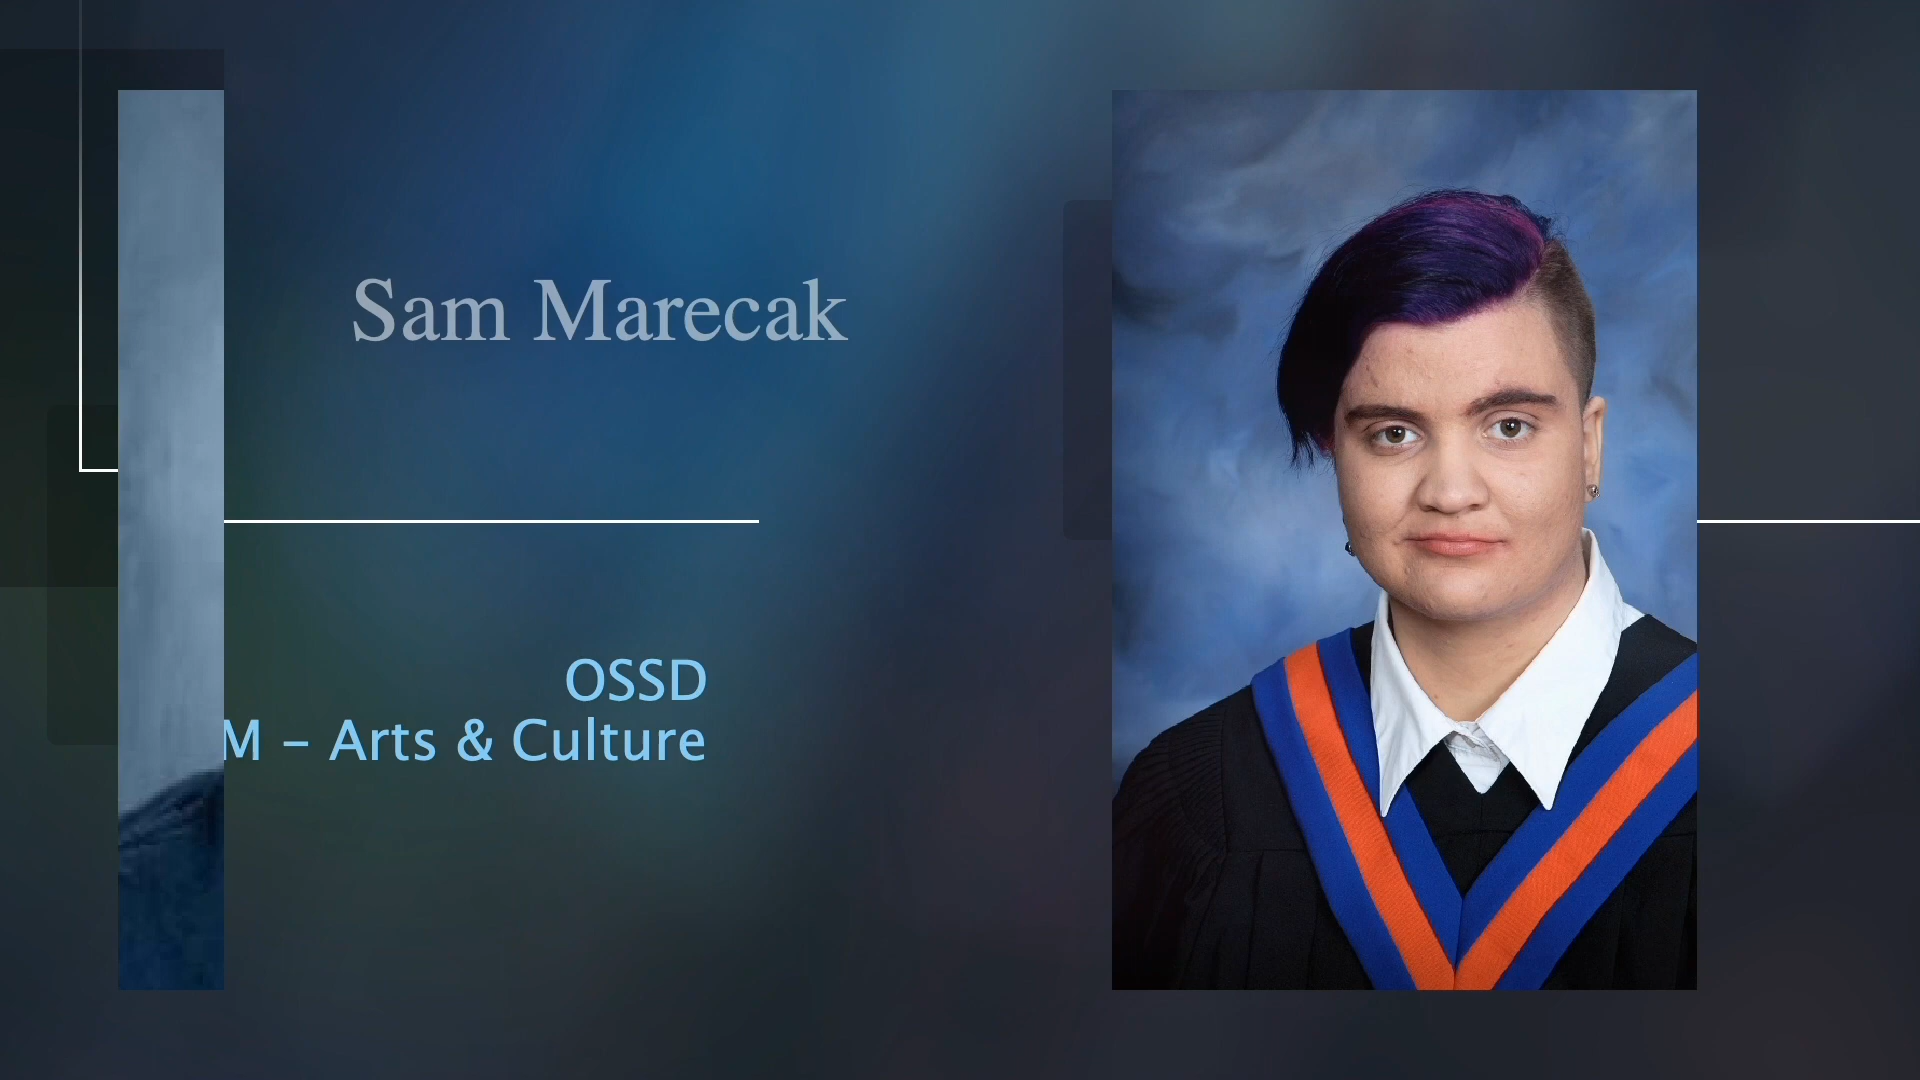 Sam Marecak
OSSD
M – Arts & Culture